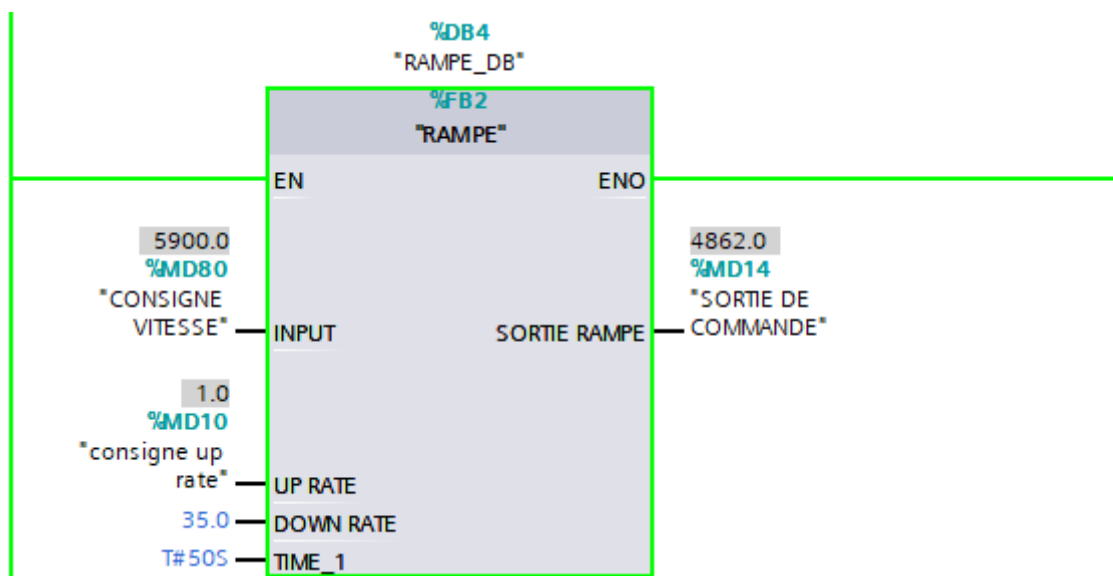 %DB4
"RAMPE_DB"
%FB2
"RAMPE"
EN
ENO
5900.0
%MD80
"CONSIGNE
VITESSE"
INPUT
SORTIE RAMPE
4862.0
%MD14
"SORTIE DE
COMMANDE"
1.0
%MD10
"consigne up
rate"
UP RATE
35.0
DOWN RATE
T#50S
TIME_1